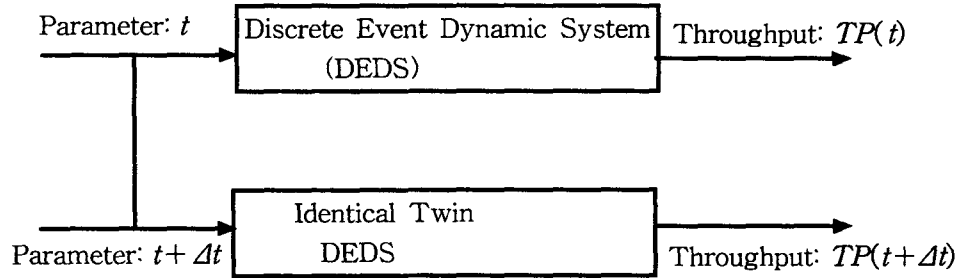 Parameter: t
Discrete Event Dynamic System
(DEDS)
Throughput: TP(t)
Identical Twin
DEDS
Parameter: t+Δt
Throughput: TP(t+Δt)